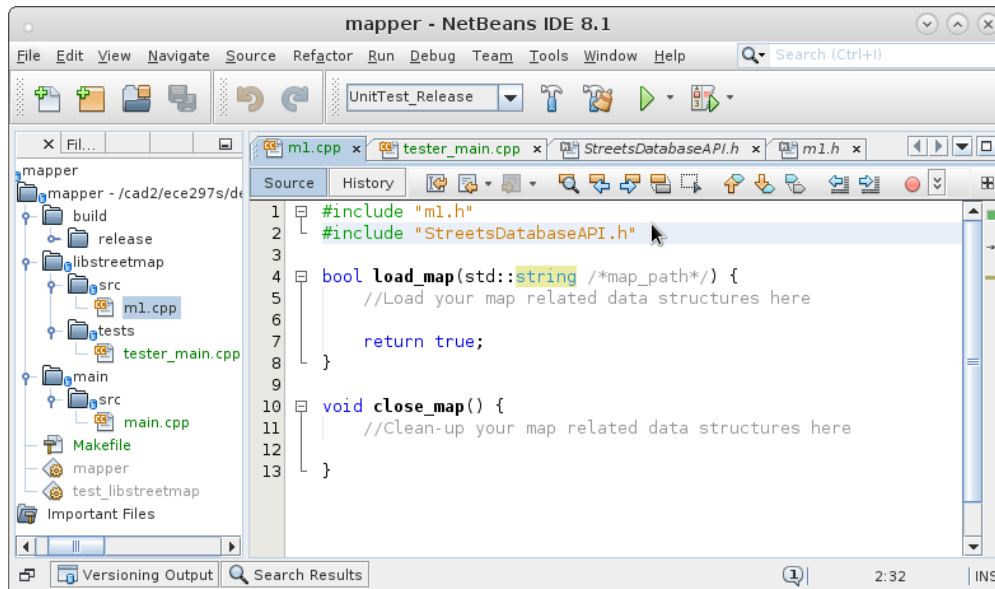 mapper - NetBeans IDE 8.1
File Edit View Navigate Source Refactor Run Debug Team Tools Window Help Search (Ctrl+I)
UnitTest_Release
Fil...
m1.cpp x tester_main.cpp x StreetsDatabaseAPI.h x m1.h x
mapper
mapper - /cad2/ece297s/de
build
release
libstreetmap
src
m1.cpp
tests
tester_main.cpp
main
src
main.cpp
Makefile
mapper
test_libstreetmap
Important Files
Source History
1 #include "m1.h"
2 #include "StreetsDatabaseAPI.h"
3
4 bool load_map(std::string /*map_path*/) {
5 //Load your map related data structures here
6
7 return true;
8 }
9
10 void close_map() {
11 //Clean-up your map related data structures here
12
13 }
Versioning Output Search Results 1 2:32 INS